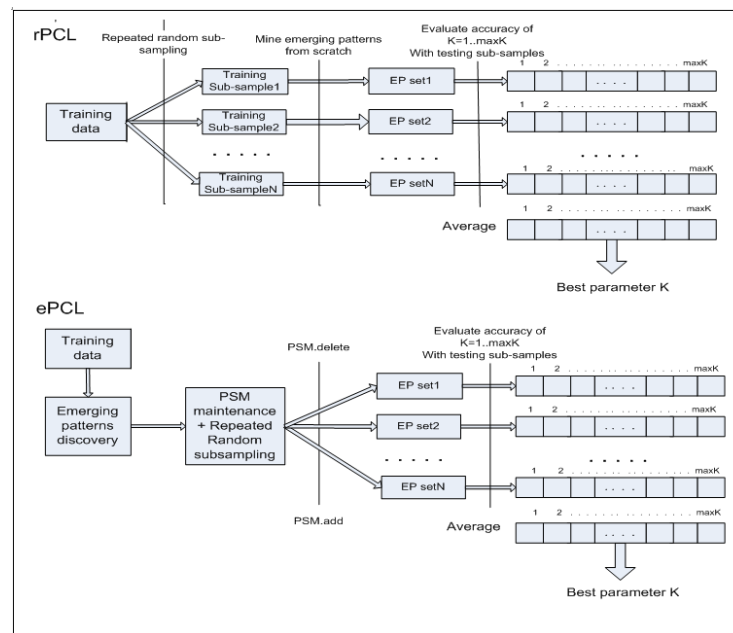 rPCL
Repeated random sub-
sampling
Mine emerging patterns
from scratch
Evaluate accuracy of
K=1..maxK
With testing sub-samples
Training
data
Training
Sub-sample1
EP set1
1 2 . . . . . . . . . . . . . . . . . . . maxK
. . . .
Training
Sub-sample2
EP set2
1 2 . . . . . . . . . . . . . . . . . . . maxK
. . . .
. . . . .
. . . . .
. . . . .
Training
Sub-sampleN
EP setN
1 2 . . . . . . . . . . . . . . . . . . . maxK
. . . .
Average
1 2 . . . . . . . . . . . . . . . . . . . maxK
. . . .
Best parameter K
ePCL
Training
data
Emerging
patterns
discovery
PSM
maintenance
+ Repeated
Random
subsampling
PSM.delete
PSM.add
Evaluate accuracy of
K=1..maxK
With testing sub-samples
EP set1
1 2 . . . . . . . . . . . . . . . . . . . maxK
. . . .
EP set2
1 2 . . . . . . . . . . . . . . . . . . . maxK
. . . .
. . . . .
. . . . .
EP setN
1 2 . . . . . . . . . . . . . . . . . . . maxK
. . . .
Average
1 2 . . . . . . . . . . . . . . . . . . . maxK
. . . .
Best parameter K